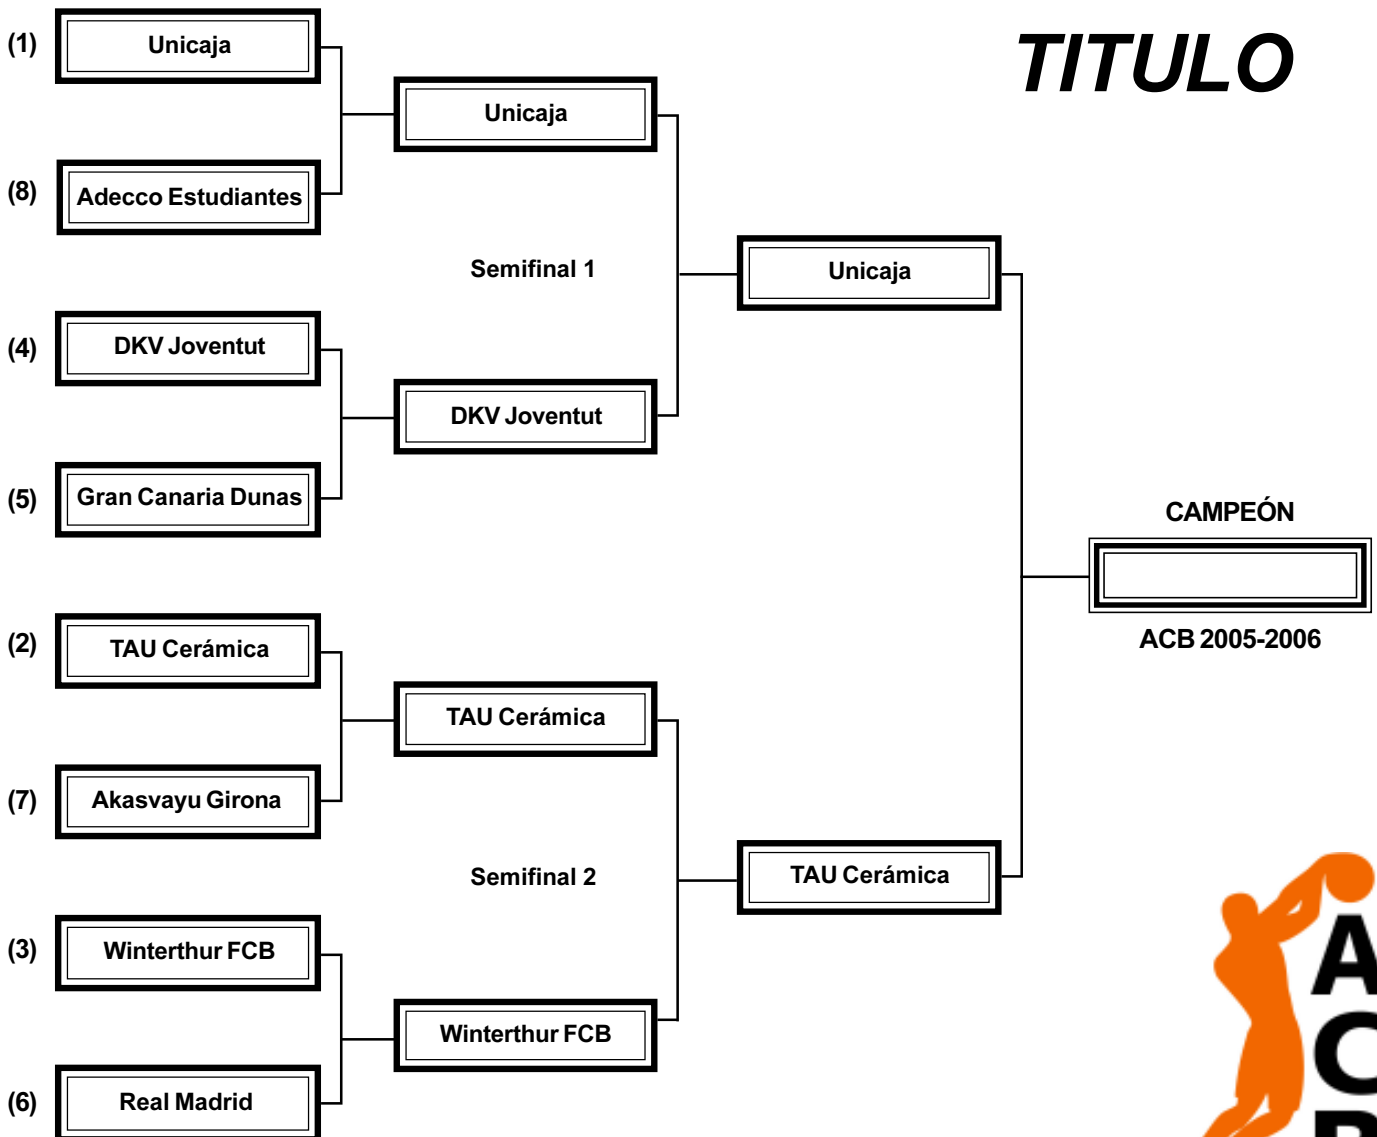 TITULO
(1) Unicaja
Unicaja
(8) Adecco Estudiantes
Semifinal 1
Unicaja
(4) DKV Joventut
DKV Joventut
(5) Gran Canaria Dunas
CAMPEÓN
ACB 2005-2006
(2) TAU Cerámica
TAU Cerámica
(7) Akasvayu Girona
Semifinal 2
TAU Cerámica
(3) Winterthur FCB
Winterthur FCB
(6) Real Madrid
A
C
B